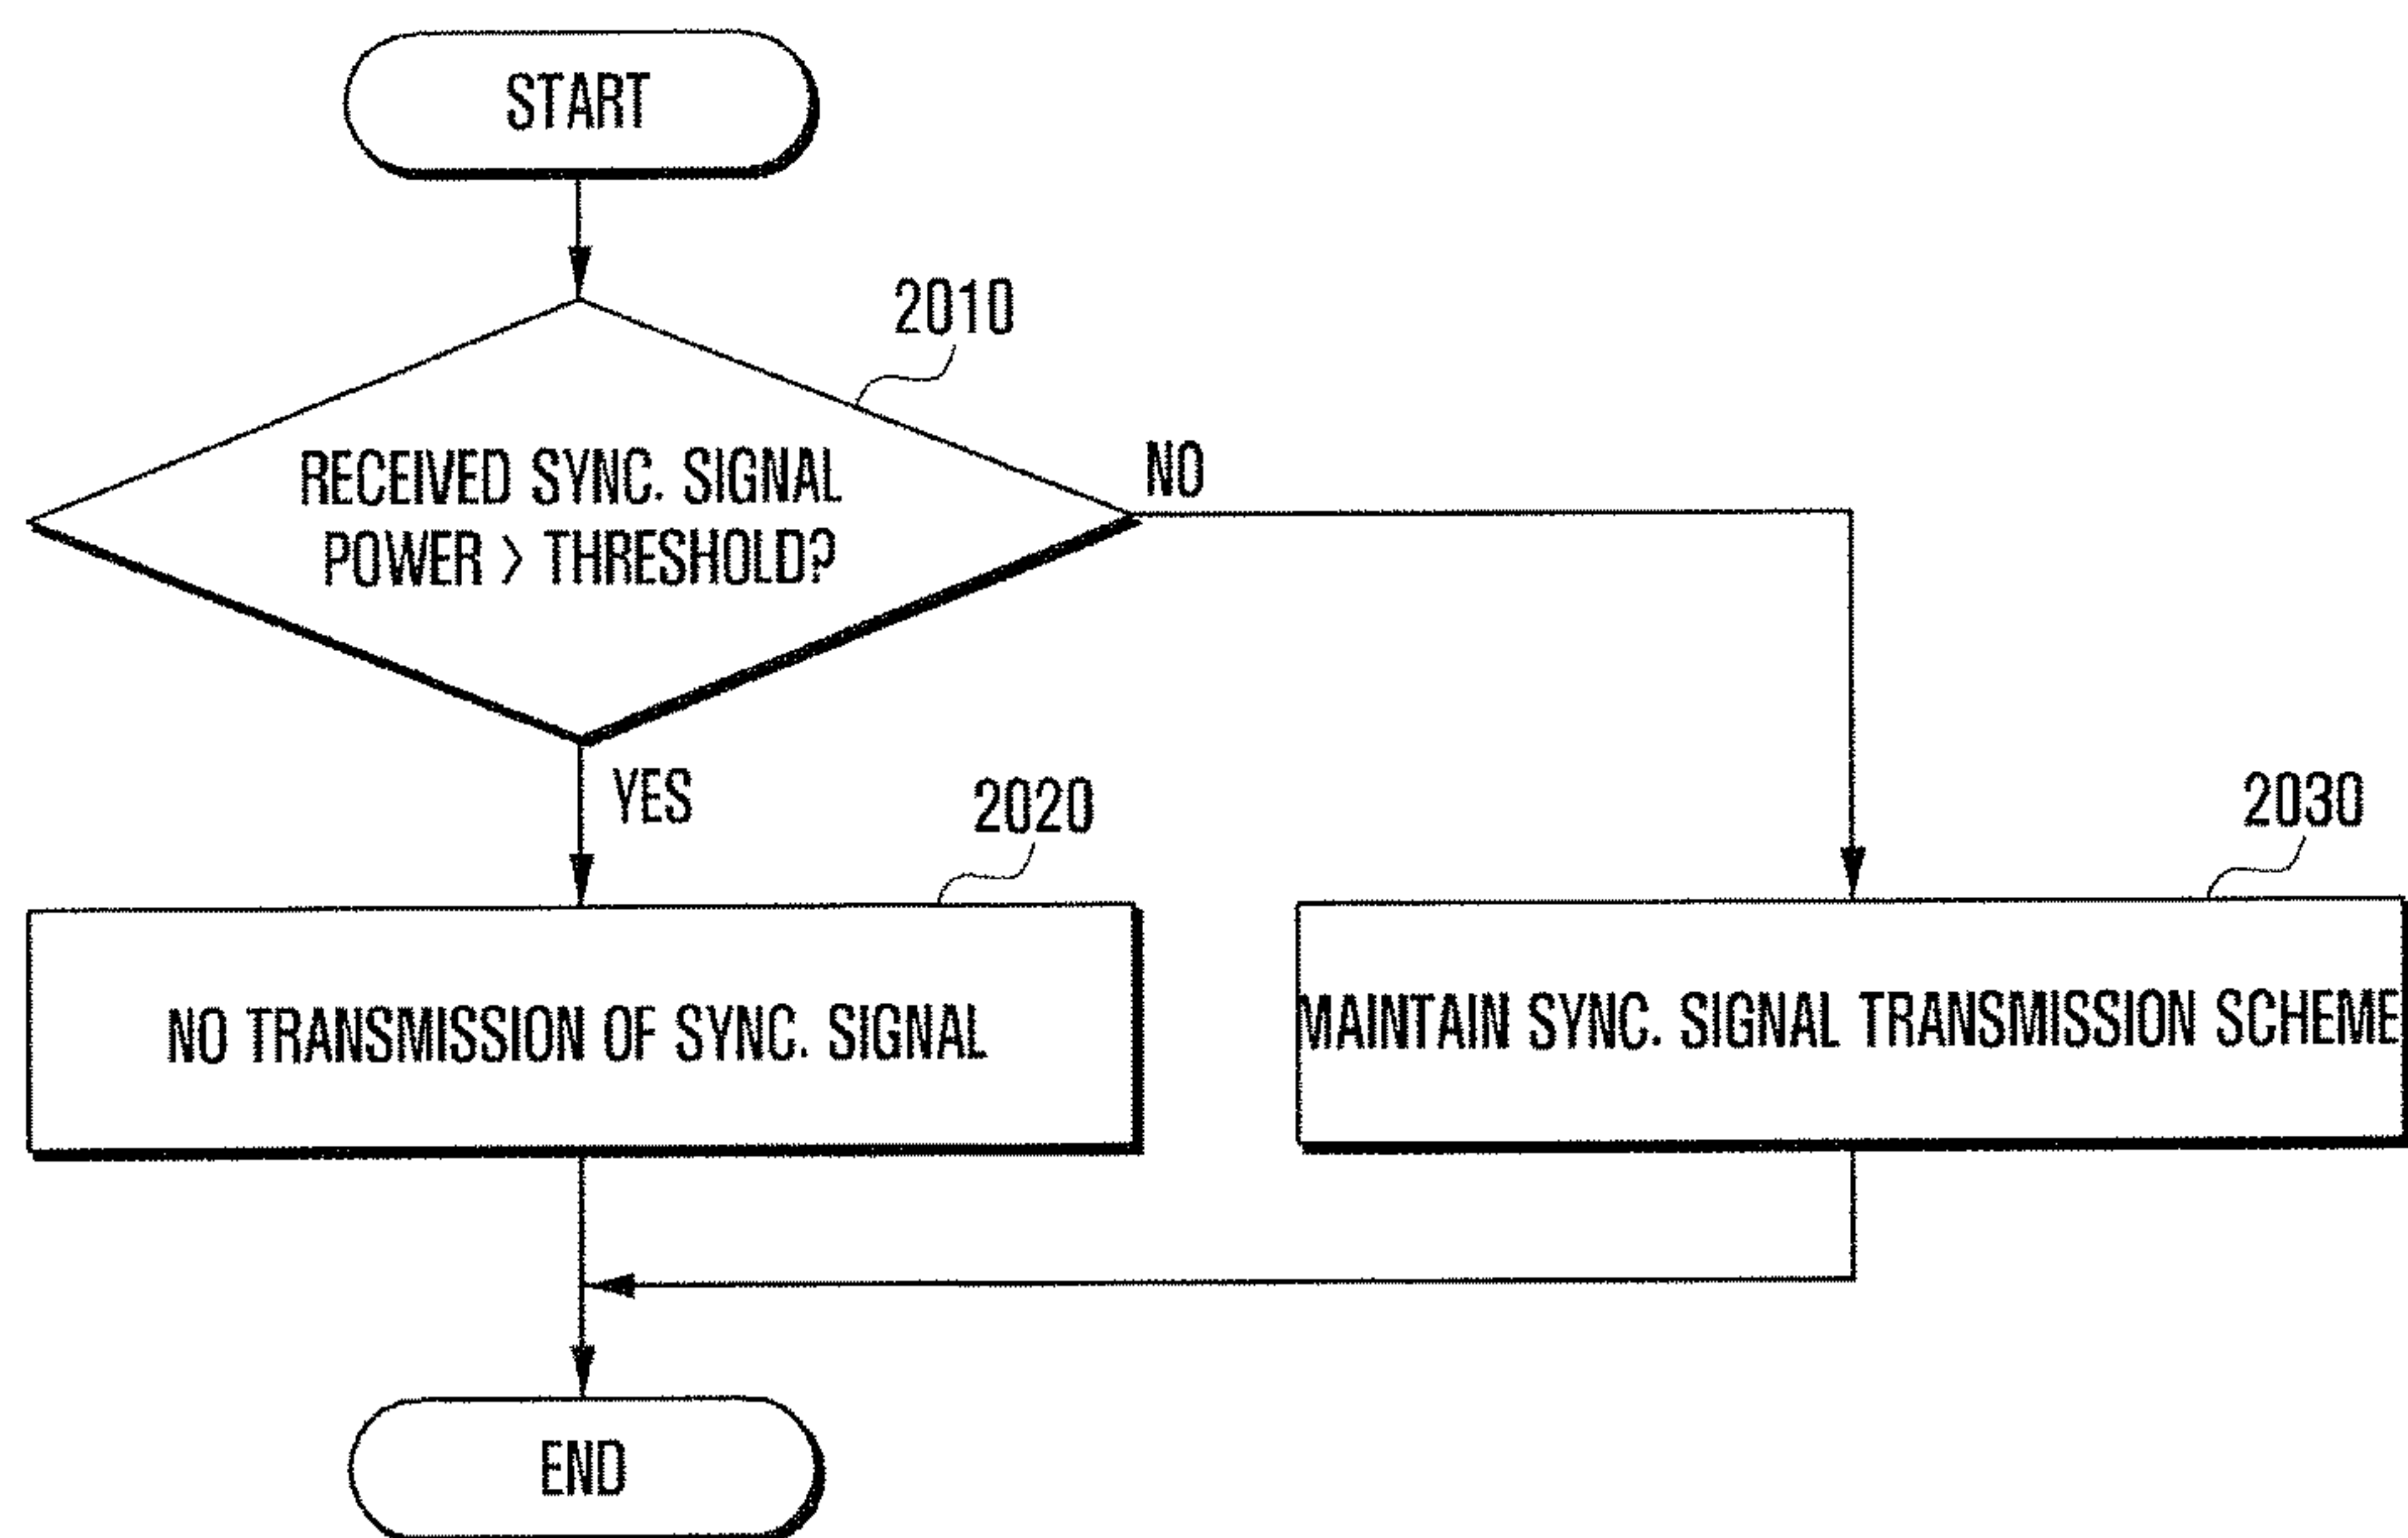 START
2010
RECEIVED SYNC. SIGNAL
POWER > THRESHOLD?
NO
YES
2020
2030
NO TRANSMISSION OF SYNC. SIGNAL
MAINTAIN SYNC. SIGNAL TRANSMISSION SCHEME
END